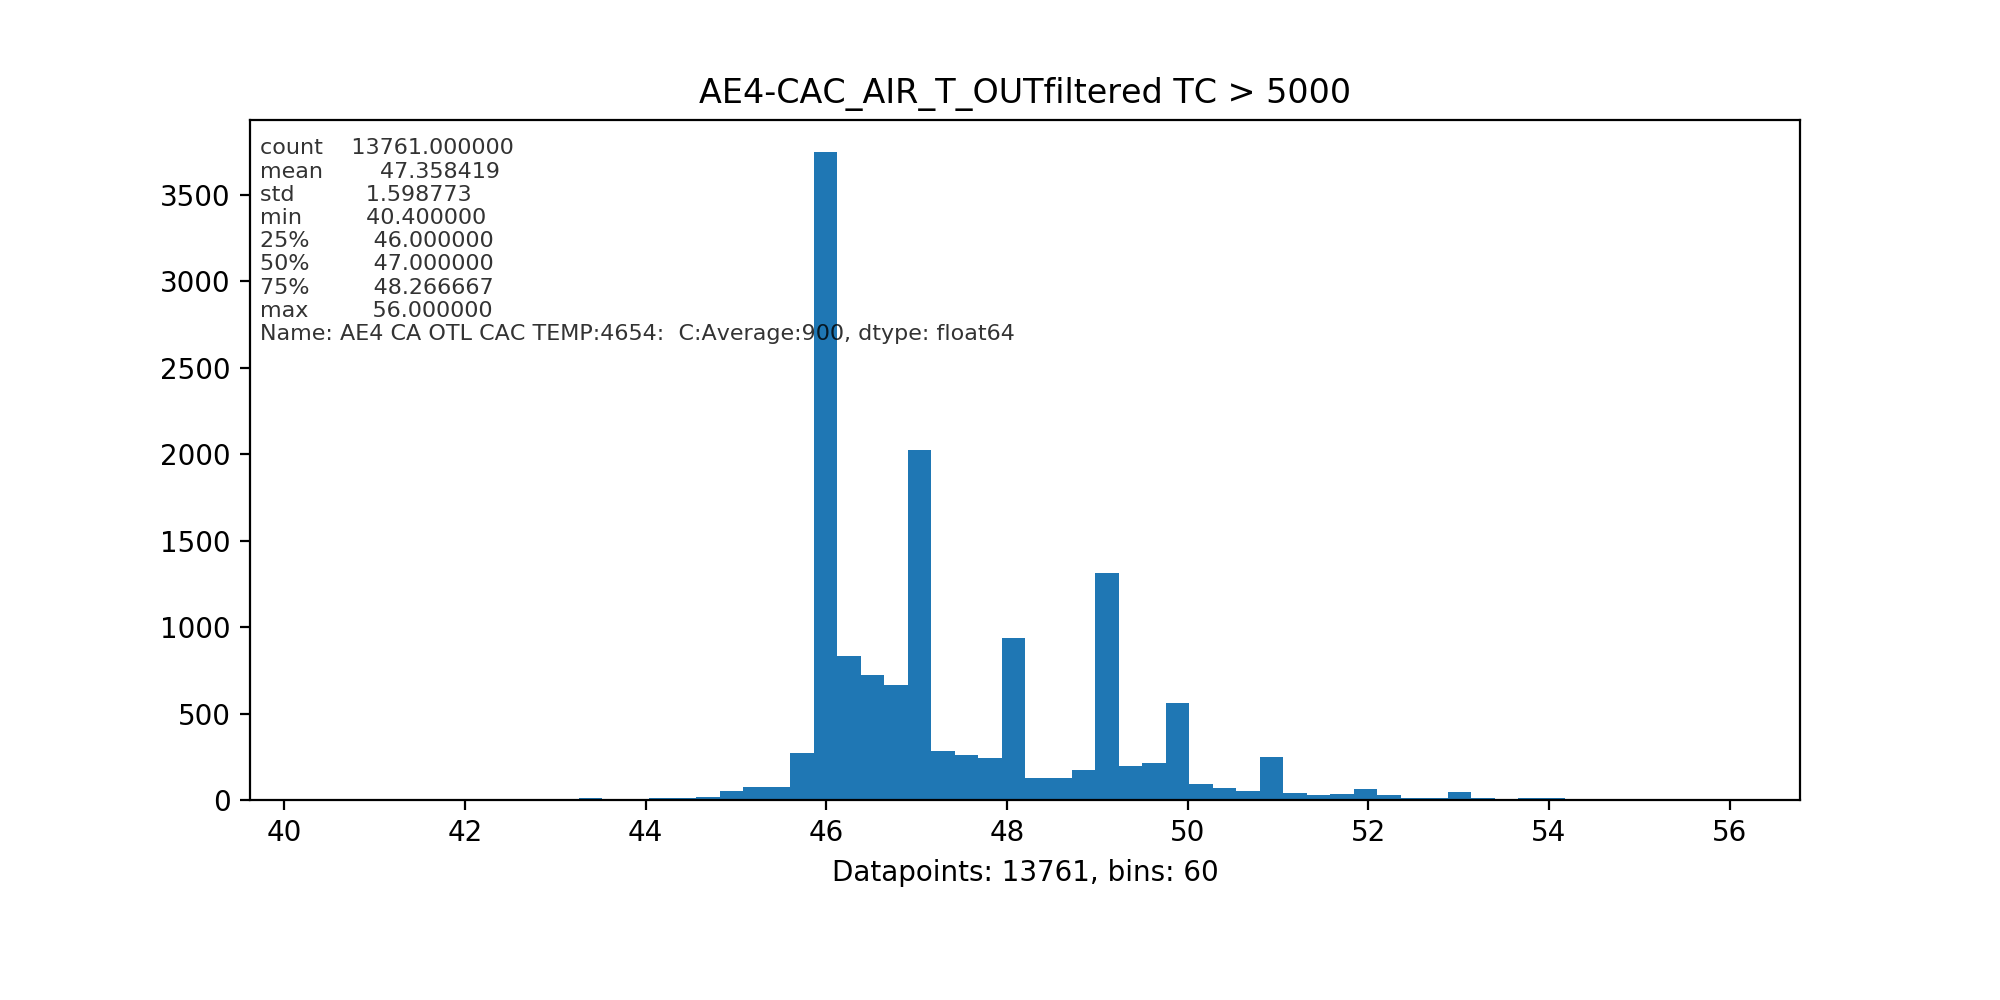 AE4-CAC_AIR_T_OUTfiltered TC > 5000
count 13761.000000
mean 47.358419
std 1.598773
min 40.400000
25% 46.000000
50% 47.000000
75% 48.266667
max 56.000000
Name: AE4 CA OTL CAC TEMP:4654:  C:Average:900, dtype: float64
3500
3000
2500
2000
1500
1000
500
0
40 42 44 46 48 50 52 54 56
Datapoints: 13761, bins: 60